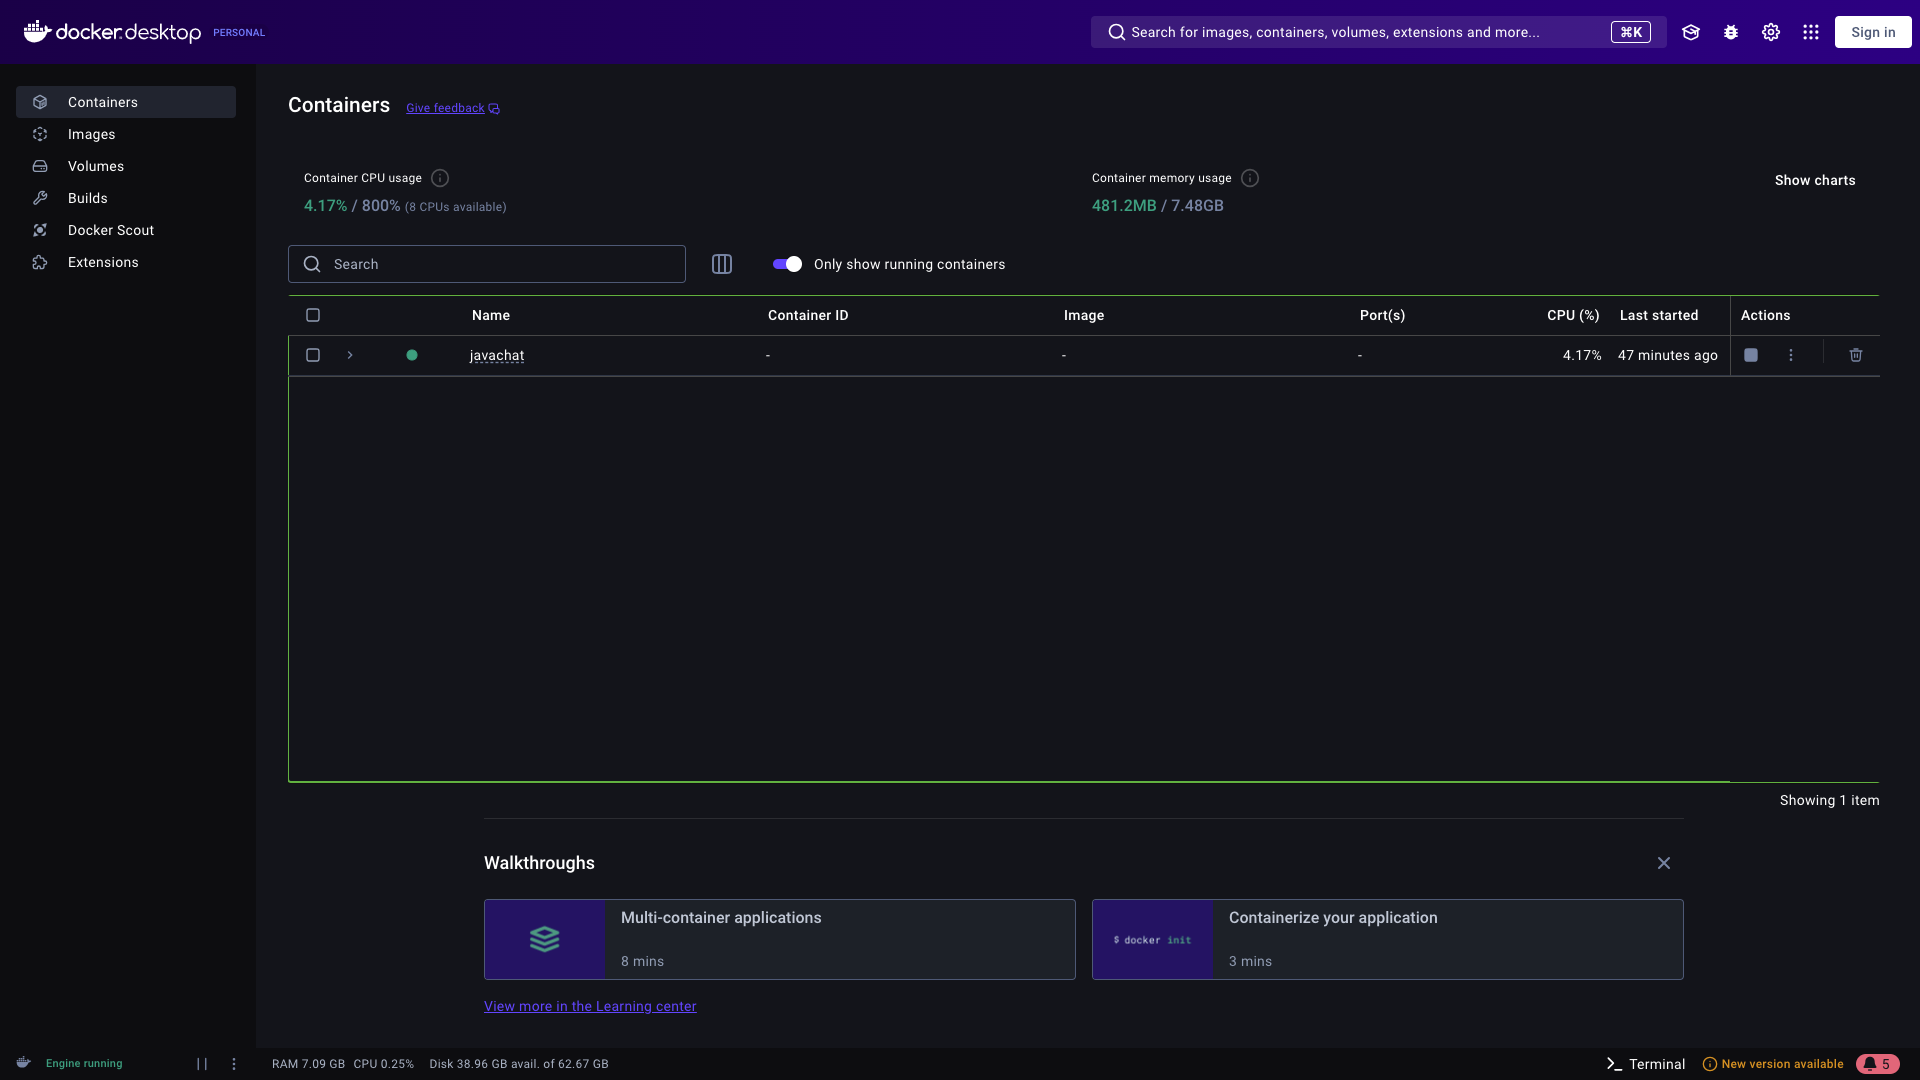 docker.desktop PERSONAL
Search for images, containers, volumes, extensions and more... ⌘K
Sign in
Containers
Images
Volumes
Builds
Docker Scout
Extensions
Containers Give feedback
Container CPU usage
4.17% / 800% (8 CPUs available)
Container memory usage
481.2MB / 7.48GB
Show charts
Search
Only show running containers
Name Container ID Image Port(s) CPU (%) Last started Actions
javachat - - - 4.17% 47 minutes ago
Showing 1 item
Walkthroughs
Multi-container applications
8 mins
$ docker init
Containerize your application
3 mins
View more in the Learning center
Engine running
RAM 7.09 GB CPU 0.25% Disk 38.96 GB avail. of 62.67 GB
Terminal
New version available
5